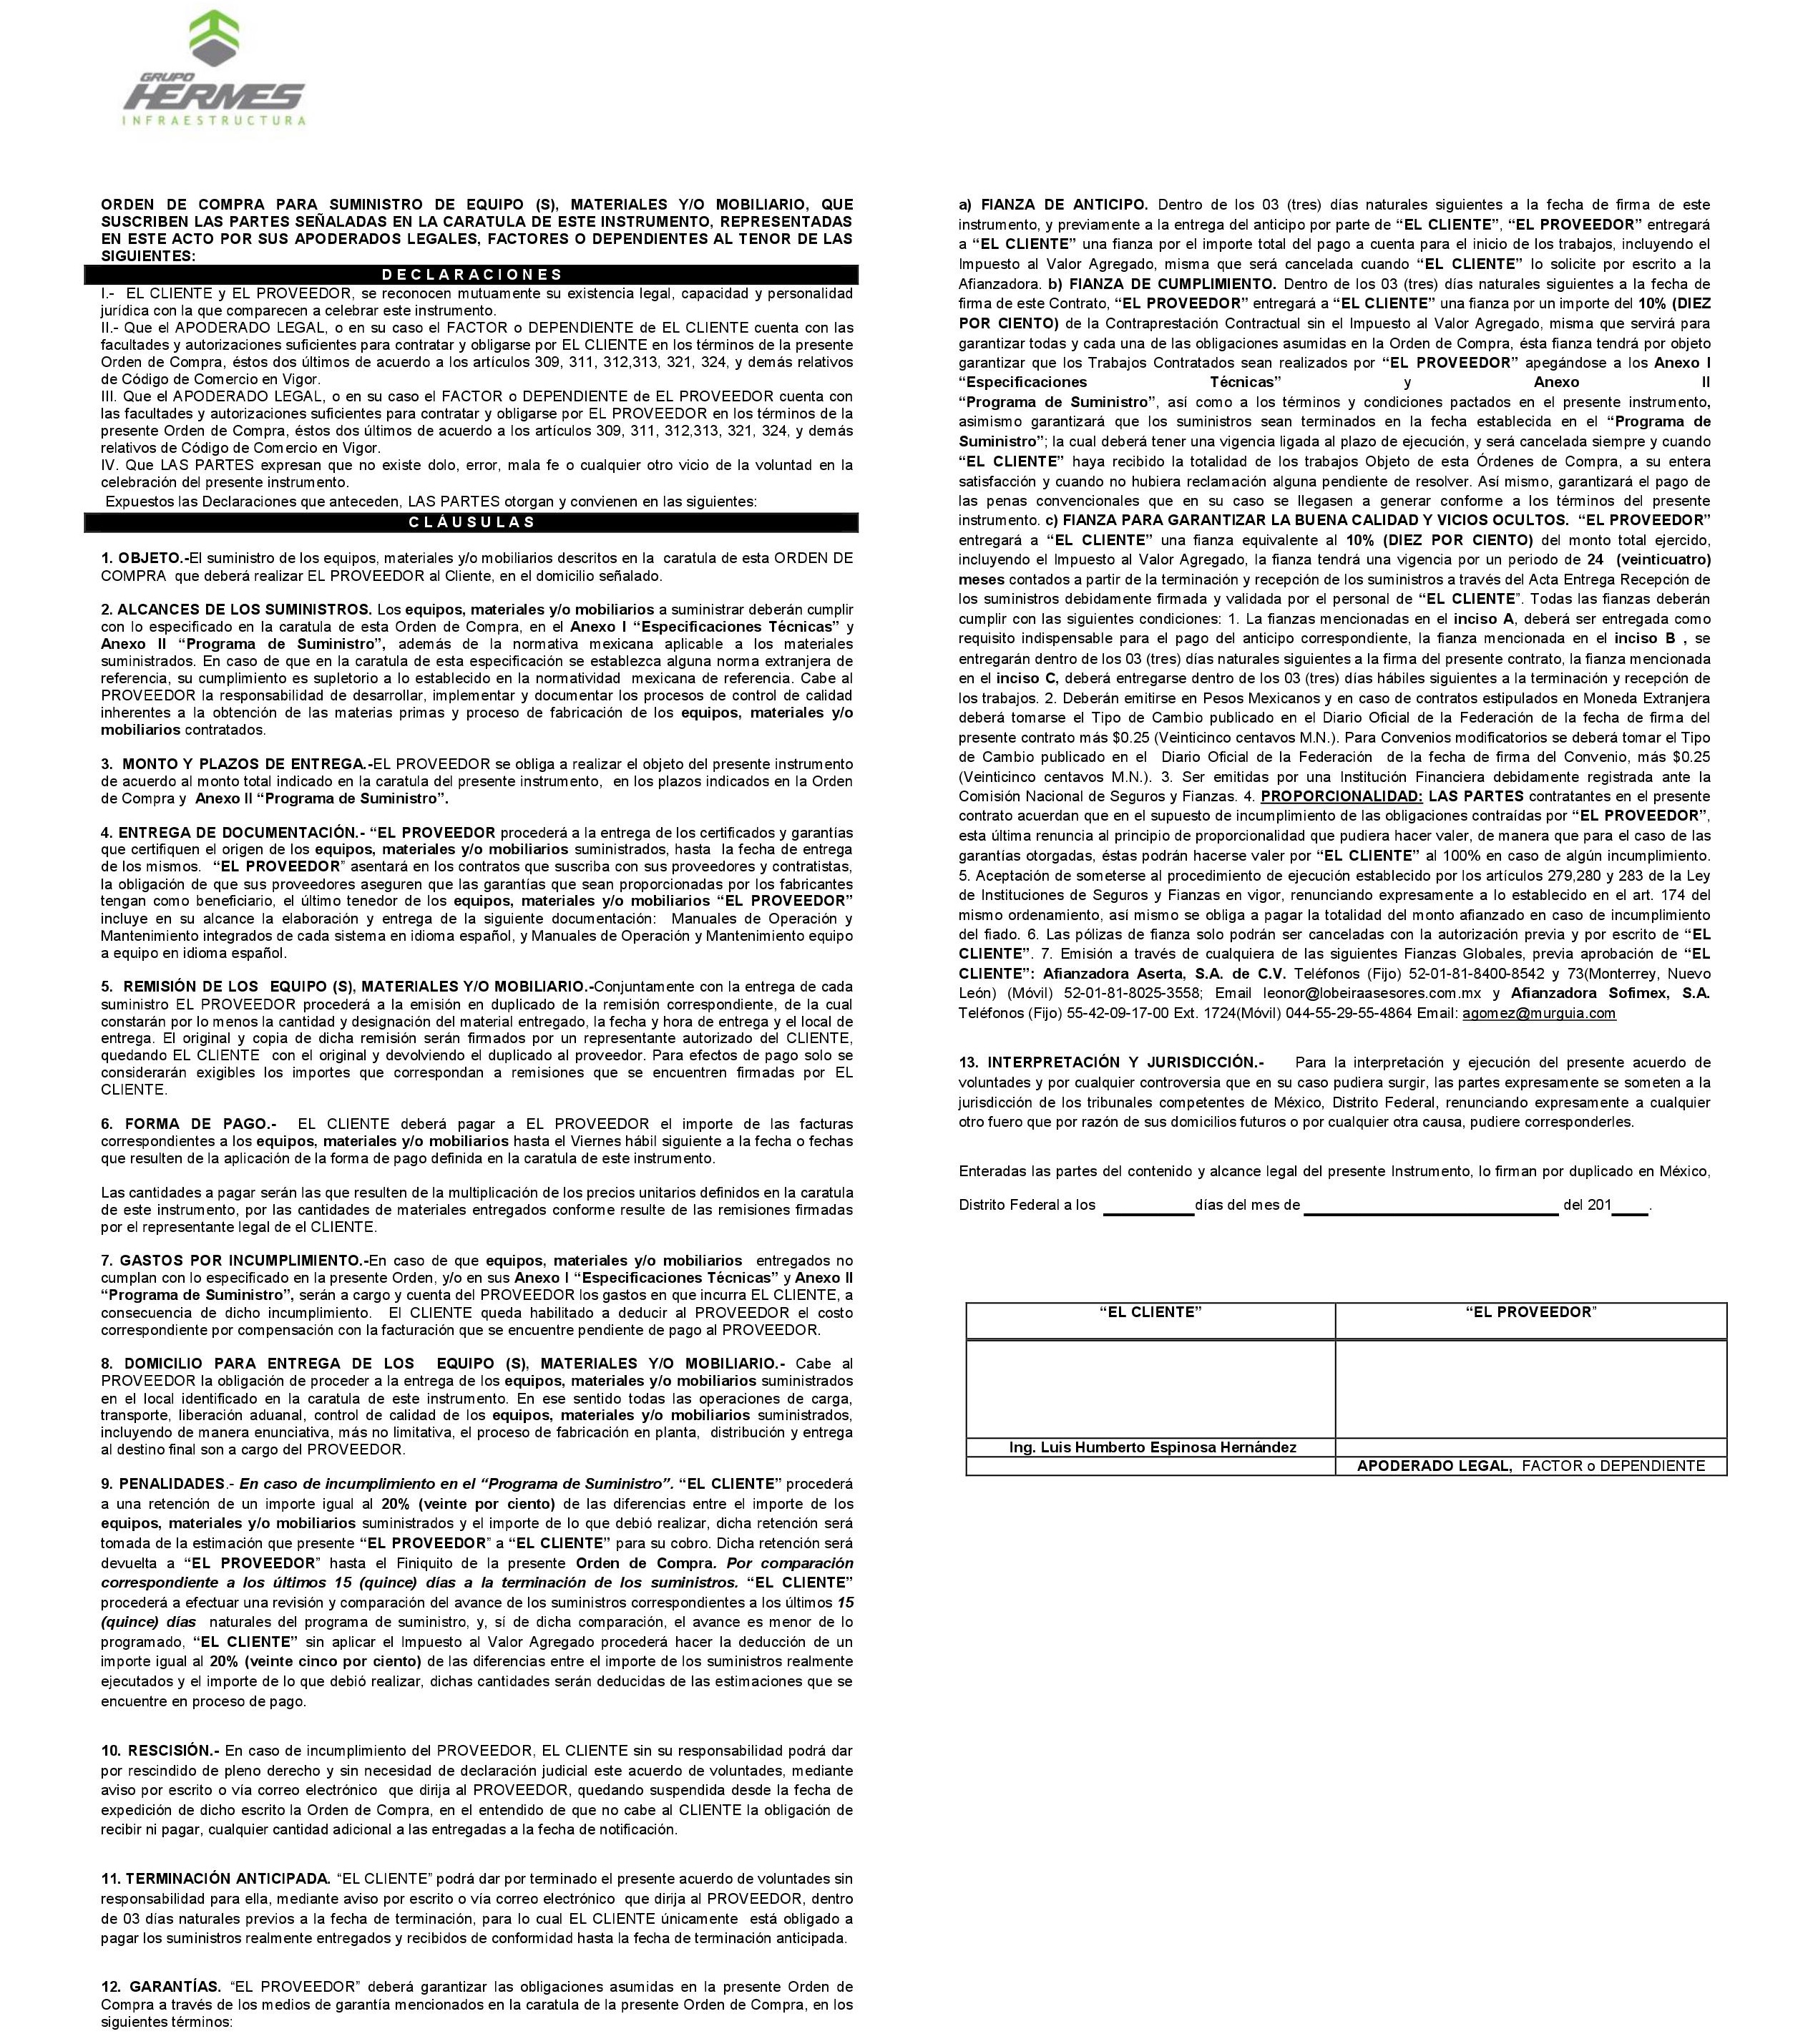 GRUPO
HERMES
INFRAESTRUCTURA
ORDEN DE COMPRA PARA SUMINISTRO DE EQUIPO (S), MATERIALES Y/O MOBILIARIO, QUE
SUSCRIBEN LAS PARTES SEÑALADAS EN LA CARATULA DE ESTE INSTRUMENTO, REPRESENTADAS
EN ESTE ACTO POR SUS APODERADOS LEGALES, FACTORES O DEPENDIENTES AL TENOR DE LAS
SIGUIENTES:
DECLARACIONES
I.- EL CLIENTE y EL PROVEEDOR, se reconocen mutuamente su existencia legal, capacidad y personalidad
jurídica con la que comparecen a celebrar este instrumento.
II.- Que el APODERADO LEGAL, o en su caso el FACTOR o DEPENDIENTE de EL CLIENTE cuenta con las
facultades y autorizaciones suficientes para contratar y obligarse por EL CLIENTE en los términos de la presente
Orden de Compra, éstos dos últimos de acuerdo a los artículos 309, 311, 312,313, 321, 324, y demás relativos
de Código de Comercio en Vigor.
III. Que el APODERADO LEGAL, o en su caso el FACTOR o DEPENDIENTE de EL PROVEEDOR cuenta con
las facultades y autorizaciones suficientes para contratar y obligarse por EL PROVEEDOR en los términos de la
presente Orden de Compra, éstos dos últimos de acuerdo a los artículos 309, 311, 312,313, 321, 324, y demás
relativos de Código de Comercio en Vigor.
IV. Que LAS PARTES expresan que no existe dolo, error, mala fe o cualquier otro vicio de la voluntad en la
celebración del presente instrumento.
Expuestos las Declaraciones que anteceden, LAS PARTES otorgan y convienen en las siguientes:
CLÁUSULAS
1. OBJETO.-El suministro de los equipos, materiales y/o mobiliarios descritos en la caratula de esta ORDEN DE
COMPRA que deberá realizar EL PROVEEDOR al Cliente, en el domicilio señalado.
2. ALCANCES DE LOS SUMINISTROS. Los equipos, materiales y/o mobiliarios a suministrar deberán cumplir
con lo especificado en la caratula de esta Orden de Compra, en el Anexo I “Especificaciones Técnicas” y
Anexo II “Programa de Suministro”, además de la normativa mexicana aplicable a los materiales
suministrados. En caso de que en la caratula de esta especificación se establezca alguna norma extranjera de
referencia, su cumplimiento es supletorio a lo establecido en la normatividad mexicana de referencia. Cabe al
PROVEEDOR la responsabilidad de desarrollar, implementar y documentar los procesos de control de calidad
inherentes a la obtención de las materias primas y proceso de fabricación de los equipos, materiales y/o
mobiliarios contratados.
3. MONTO Y PLAZOS DE ENTREGA.-EL PROVEEDOR se obliga a realizar el objeto del presente instrumento
de acuerdo al monto total indicado en la caratula del presente instrumento, en los plazos indicados en la Orden
de Compra y Anexo II “Programa de Suministro”.
4. ENTREGA DE DOCUMENTACIÓN.- “EL PROVEEDOR procederá a la entrega de los certificados y garantías
que certifiquen el origen de los equipos, materiales y/o mobiliarios suministrados, hasta la fecha de entrega
de los mismos. “EL PROVEEDOR” asentará en los contratos que suscriba con sus proveedores y contratistas,
la obligación de que sus proveedores aseguren que las garantías que sean proporcionadas por los fabricantes
tengan como beneficiario, el último tenedor de los equipos, materiales y/o mobiliarios “EL PROVEEDOR”
incluye en su alcance la elaboración y entrega de la siguiente documentación: Manuales de Operación y
Mantenimiento integrados de cada sistema en idioma español, y Manuales de Operación y Mantenimiento equipo
a equipo en idioma español.
5. REMISIÓN DE LOS EQUIPO (S), MATERIALES Y/O MOBILIARIO.-Conjuntamente con la entrega de cada
suministro EL PROVEEDOR procederá a la emisión en duplicado de la remisión correspondiente, de la cual
constarán por lo menos la cantidad y designación del material entregado, la fecha y hora de entrega y el local de
entrega. El original y copia de dicha remisión serán firmados por un representante autorizado del CLIENTE,
quedando EL CLIENTE con el original y devolviendo el duplicado al proveedor. Para efectos de pago solo se
considerarán exigibles los importes que correspondan a remisiones que se encuentren firmadas por EL
CLIENTE.
6. FORMA DE PAGO.- EL CLIENTE deberá pagar a EL PROVEEDOR el importe de las facturas
correspondientes a los equipos, materiales y/o mobiliarios hasta el Viernes hábil siguiente a la fecha o fechas
que resulten de la aplicación de la forma de pago definida en la caratula de este instrumento.
Las cantidades a pagar serán las que resulten de la multiplicación de los precios unitarios definidos en la caratula
de este instrumento, por las cantidades de materiales entregados conforme resulte de las remisiones firmadas
por el representante legal de el CLIENTE.
7. GASTOS POR INCUMPLIMIENTO.-En caso de que equipos, materiales y/o mobiliarios entregados no
cumplan con lo especificado en la presente Orden, y/o en sus Anexo I “Especificaciones Técnicas” y Anexo II
“Programa de Suministro”, serán a cargo y cuenta del PROVEEDOR los gastos en que incurra EL CLIENTE, a
consecuencia de dicho incumplimiento. El CLIENTE queda habilitado a deducir al PROVEEDOR el costo
correspondiente por compensación con la facturación que se encuentre pendiente de pago al PROVEEDOR.
8. DOMICILIO PARA ENTREGA DE LOS EQUIPO (S), MATERIALES Y/O MOBILIARIO.- Cabe al
PROVEEDOR la obligación de proceder a la entrega de los equipos, materiales y/o mobiliarios suministrados
en el local identificado en la caratula de este instrumento. En ese sentido todas las operaciones de carga,
transporte, liberación aduanal, control de calidad de los equipos, materiales y/o mobiliarios suministrados,
incluyendo de manera enunciativa, más no limitativa, el proceso de fabricación en planta, distribución y entrega
al destino final son a cargo del PROVEEDOR.
9. PENALIDADES.- En caso de incumplimiento en el “Programa de Suministro”. “EL CLIENTE” procederá
a una retención de un importe igual al 20% (veinte por ciento) de las diferencias entre el importe de los
equipos, materiales y/o mobiliarios suministrados y el importe de lo que debió realizar, dicha retención será
tomada de la estimación que presente “EL PROVEEDOR” a “EL CLIENTE” para su cobro. Dicha retención será
devuelta a “EL PROVEEDOR” hasta el Finiquito de la presente Orden de Compra. Por comparación
correspondiente a los últimos 15 (quince) días a la terminación de los suministros. “EL CLIENTE”
procederá a efectuar una revisión y comparación del avance de los suministros correspondientes a los últimos 15
(quince) días naturales del programa de suministro, y, sí de dicha comparación, el avance es menor de lo
programado, “EL CLIENTE” sin aplicar el Impuesto al Valor Agregado procederá hacer la deducción de un
importe igual al 20% (veinte cinco por ciento) de las diferencias entre el importe de los suministros realmente
ejecutados y el importe de lo que debió realizar, dichas cantidades serán deducidas de las estimaciones que se
encuentre en proceso de pago.
10. RESCISIÓN.- En caso de incumplimiento del PROVEEDOR, EL CLIENTE sin su responsabilidad podrá dar
por rescindido de pleno derecho y sin necesidad de declaración judicial este acuerdo de voluntades, mediante
aviso por escrito o vía correo electrónico que dirija al PROVEEDOR, quedando suspendida desde la fecha de
expedición de dicho escrito la Orden de Compra, en el entendido de que no cabe al CLIENTE la obligación de
recibir ni pagar, cualquier cantidad adicional a las entregadas a la fecha de notificación.
11. TERMINACIÓN ANTICIPADA. “EL CLIENTE” podrá dar por terminado el presente acuerdo de voluntades sin
responsabilidad para ella, mediante aviso por escrito o vía correo electrónico que dirija al PROVEEDOR, dentro
de 03 días naturales previos a la fecha de terminación, para lo cual EL CLIENTE únicamente está obligado a
pagar los suministros realmente entregados y recibidos de conformidad hasta la fecha de terminación anticipada.
12. GARANTÍAS. “EL PROVEEDOR” deberá garantizar las obligaciones asumidas en la presente Orden de
Compra a través de los medios de garantía mencionados en la caratula de la presente Orden de Compra, en los
siguientes términos:
a) FIANZA DE ANTICIPO. Dentro de los 03 (tres) días naturales siguientes a la fecha de firma de este
instrumento, y previamente a la entrega del anticipo por parte de “EL CLIENTE”, “EL PROVEEDOR” entregará
a “EL CLIENTE” una fianza por el importe total del pago a cuenta para el inicio de los trabajos, incluyendo el
Impuesto al Valor Agregado, misma que será cancelada cuando “EL CLIENTE” lo solicite por escrito a la
Afianzadora. b) FIANZA DE CUMPLIMIENTO. Dentro de los 03 (tres) días naturales siguientes a la fecha de
firma de este Contrato, “EL PROVEEDOR” entregará a “EL CLIENTE” una fianza por un importe del 10% (DIEZ
POR CIENTO) de la Contraprestación Contractual sin el Impuesto al Valor Agregado, misma que servirá para
garantizar todas y cada una de las obligaciones asumidas en la Orden de Compra, ésta fianza tendrá por objeto
garantizar que los Trabajos Contratados sean realizados por “EL PROVEEDOR” apegándose a los Anexo I
“Especificaciones Técnicas” y Anexo II
“Programa de Suministro”, así como a los términos y condiciones pactados en el presente instrumento,
asimismo garantizará que los suministros sean terminados en la fecha establecida en el “Programa de
Suministro”; la cual deberá tener una vigencia ligada al plazo de ejecución, y será cancelada siempre y cuando
“EL CLIENTE” haya recibido la totalidad de los trabajos Objeto de esta Órdenes de Compra, a su entera
satisfacción y cuando no hubiera reclamación alguna pendiente de resolver. Así mismo, garantizará el pago de
las penas convencionales que en su caso se llegasen a generar conforme a los términos del presente
instrumento. c) FIANZA PARA GARANTIZAR LA BUENA CALIDAD Y VICIOS OCULTOS. “EL PROVEEDOR”
entregará a “EL CLIENTE” una fianza equivalente al 10% (DIEZ POR CIENTO) del monto total ejercido,
incluyendo el Impuesto al Valor Agregado, la fianza tendrá una vigencia por un periodo de 24 (veinticuatro)
meses contados a partir de la terminación y recepción de los suministros a través del Acta Entrega Recepción de
los suministros debidamente firmada y validada por el personal de “EL CLIENTE”. Todas las fianzas deberán
cumplir con las siguientes condiciones: 1. La fianzas mencionadas en el inciso A, deberá ser entregada como
requisito indispensable para el pago del anticipo correspondiente, la fianza mencionada en el inciso B , se
entregarán dentro de los 03 (tres) días naturales siguientes a la firma del presente contrato, la fianza mencionada
en el inciso C, deberá entregarse dentro de los 03 (tres) días hábiles siguientes a la terminación y recepción de
los trabajos. 2. Deberán emitirse en Pesos Mexicanos y en caso de contratos estipulados en Moneda Extranjera
deberá tomarse el Tipo de Cambio publicado en el Diario Oficial de la Federación de la fecha de firma del
presente contrato más $0.25 (Veinticinco centavos M.N.). Para Convenios modificatorios se deberá tomar el Tipo
de Cambio publicado en el Diario Oficial de la Federación de la fecha de firma del Convenio, más $0.25
(Veinticinco centavos M.N.). 3. Ser emitidas por una Institución Financiera debidamente registrada ante la
Comisión Nacional de Seguros y Fianzas. 4. PROPORCIONALIDAD: LAS PARTES contratantes en el presente
contrato acuerdan que en el supuesto de incumplimiento de las obligaciones contraídas por “EL PROVEEDOR”,
esta última renuncia al principio de proporcionalidad que pudiera hacer valer, de manera que para el caso de las
garantías otorgadas, éstas podrán hacerse valer por “EL CLIENTE” al 100% en caso de algún incumplimiento.
5. Aceptación de someterse al procedimiento de ejecución establecido por los artículos 279,280 y 283 de la Ley
de Instituciones de Seguros y Fianzas en vigor, renunciando expresamente a lo establecido en el art. 174 del
mismo ordenamiento, así mismo se obliga a pagar la totalidad del monto afianzado en caso de incumplimiento
del fiado. 6. Las pólizas de fianza solo podrán ser canceladas con la autorización previa y por escrito de “EL
CLIENTE”. 7. Emisión a través de cualquiera de las siguientes Fianzas Globales, previa aprobación de “EL
CLIENTE”: Afianzadora Aserta, S.A. de C.V. Teléfonos (Fijo) 52-01-81-8400-8542 y 73(Monterrey, Nuevo
León) (Móvil) 52-01-81-8025-3558; Email leonor@lobeiraasesores.com.mx y Afianzadora Sofimex, S.A.
Teléfonos (Fijo) 55-42-09-17-00 Ext. 1724(Móvil) 044-55-29-55-4864 Email: agomez@murguia.com
13. INTERPRETACIÓN Y JURISDICCIÓN.- Para la interpretación y ejecución del presente acuerdo de
voluntades y por cualquier controversia que en su caso pudiera surgir, las partes expresamente se someten a la
jurisdicción de los tribunales competentes de México, Distrito Federal, renunciando expresamente a cualquier
otro fuero que por razón de sus domicilios futuros o por cualquier otra causa, pudiere corresponderles.
Enteradas las partes del contenido y alcance legal del presente Instrumento, lo firman por duplicado en México,
Distrito Federal a los ________ días del mes de ______________________ del 201___.
“EL CLIENTE” “EL PROVEEDOR”
Ing. Luis Humberto Espinosa Hernández
APODERADO LEGAL, FACTOR o DEPENDIENTE